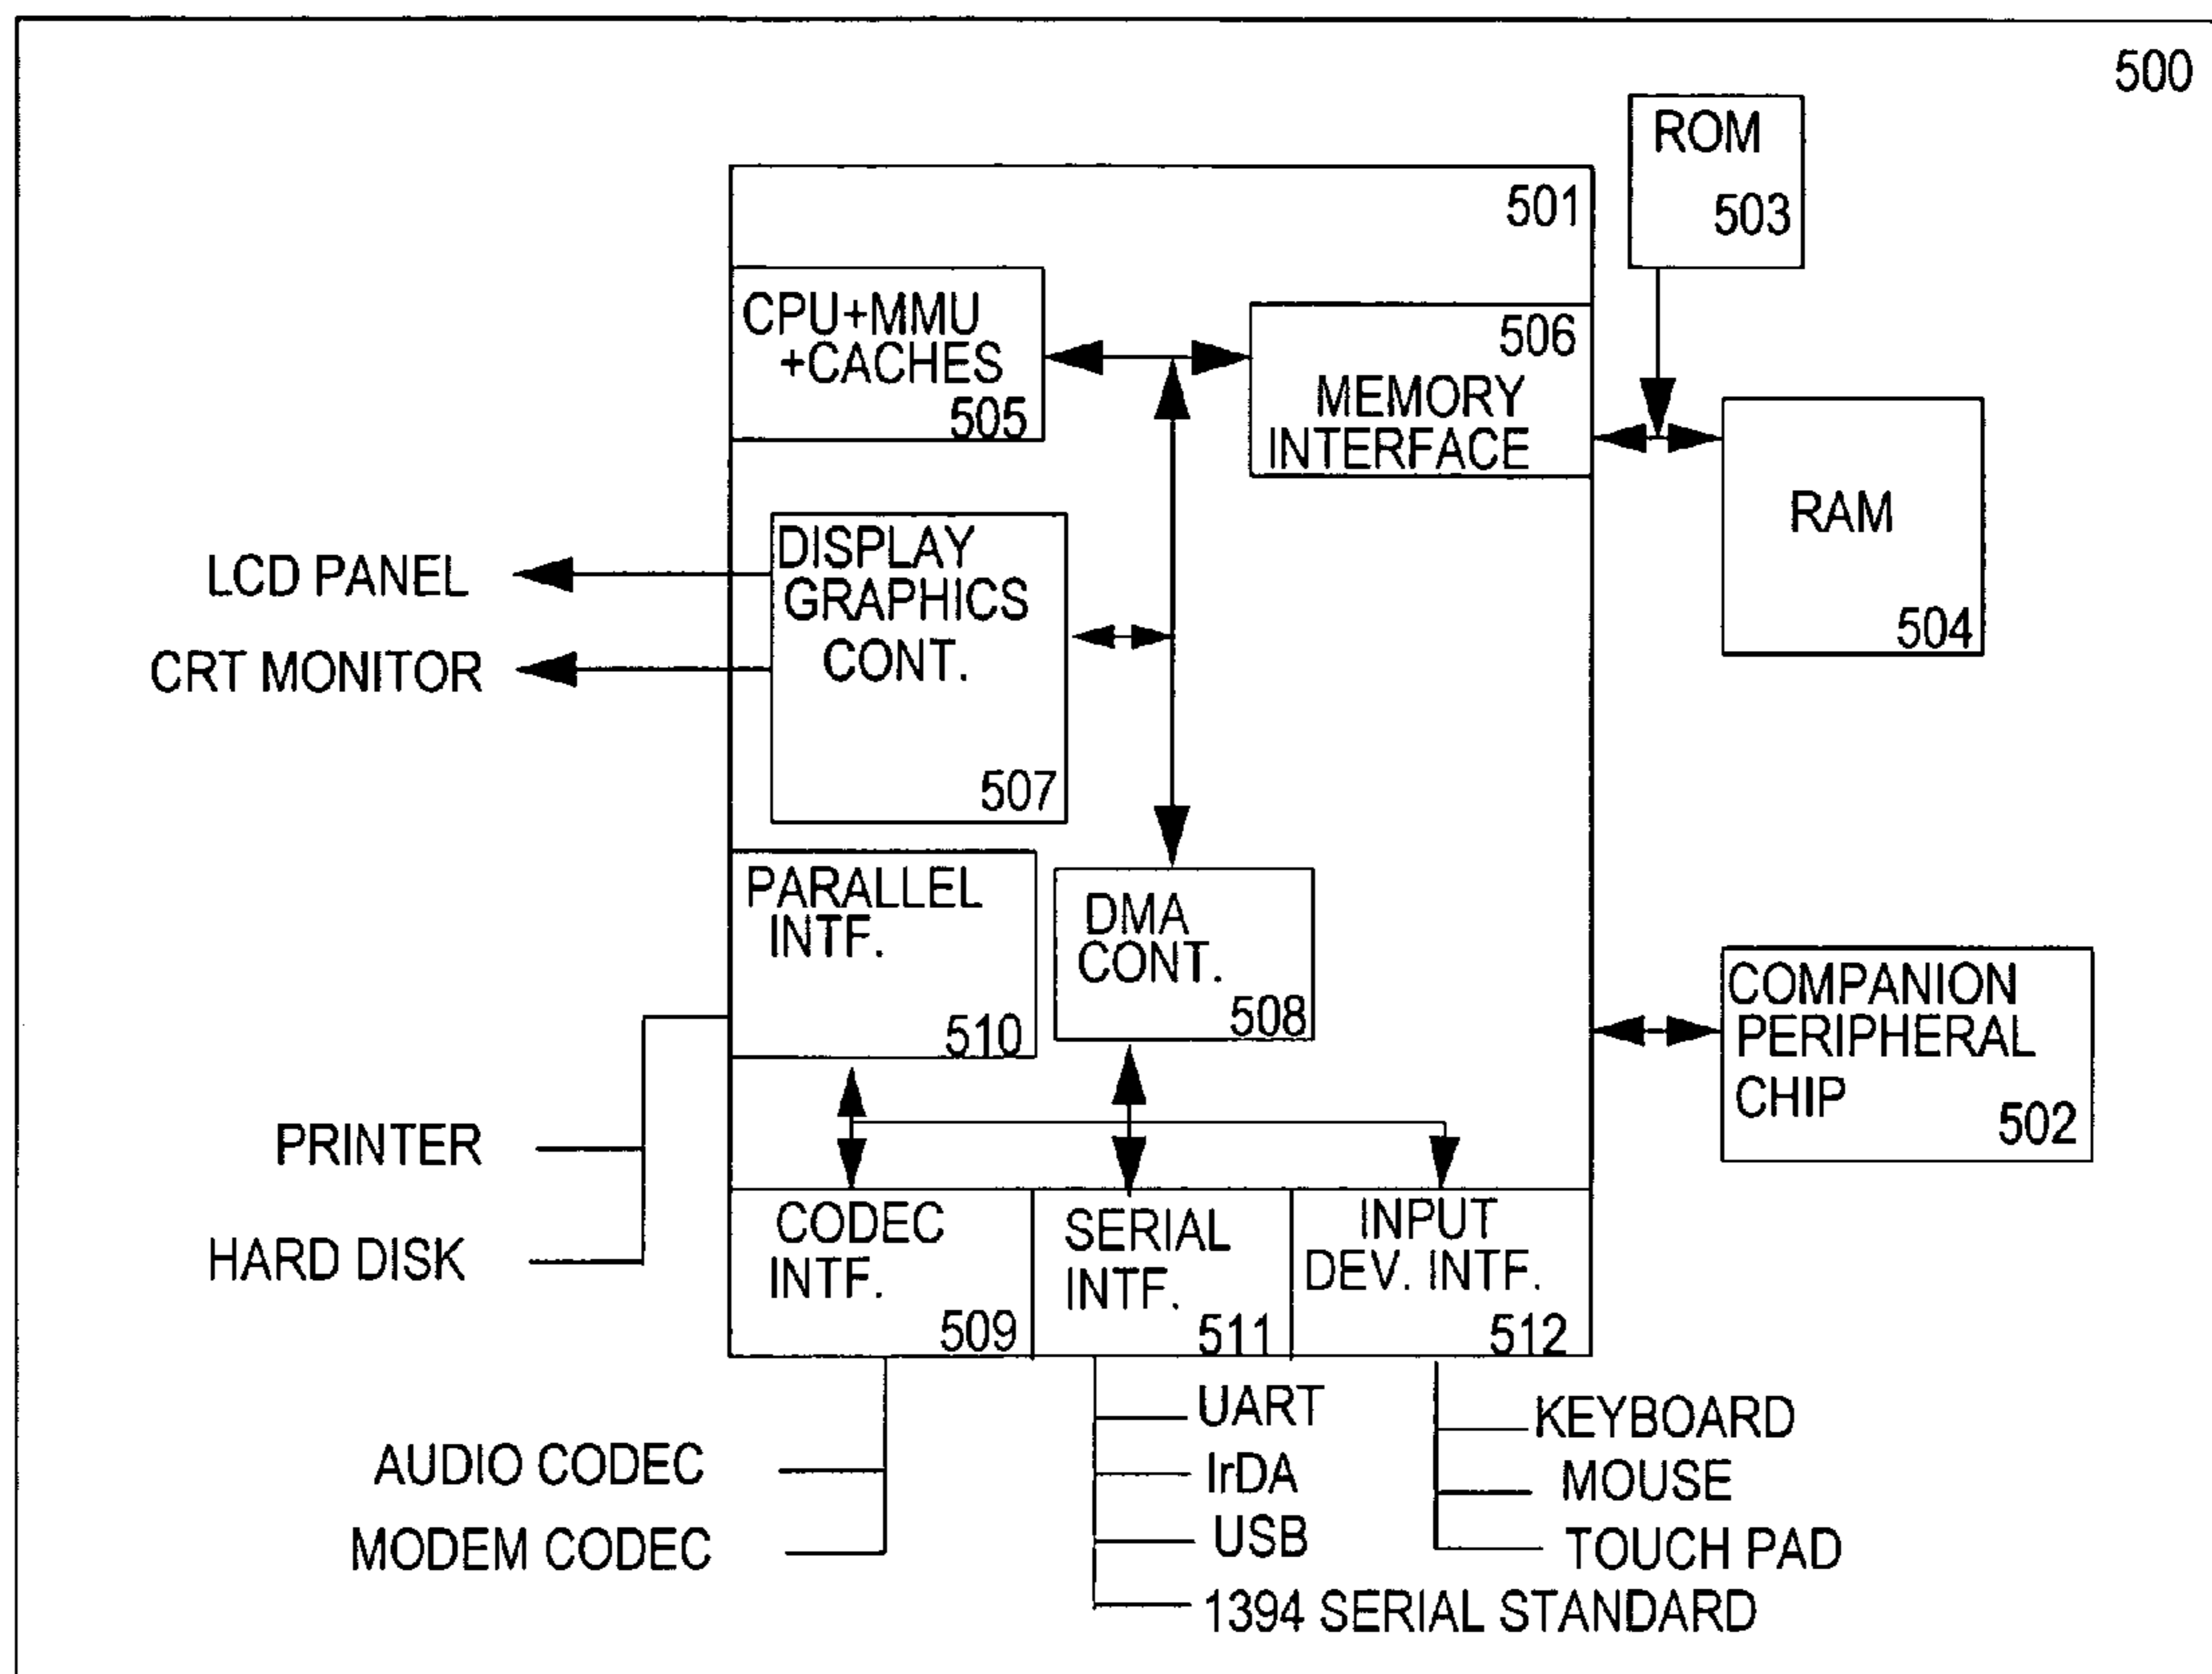 500
ROM
503
501
CPU+MMU
+CACHES
505
506
MEMORY
INTERFACE
RAM
504
DISPLAY
GRAPHICS
CONT.
507
LCD PANEL
CRT MONITOR
PARALLEL
INTF.
510
DMA
CONT.
508
COMPANION
PERIPHERAL
CHIP
502
PRINTER
HARD DISK
CODEC
INTF.
509
SERIAL
INTF.
511
INPUT
DEV. INTF.
512
AUDIO CODEC
MODEM CODEC
UART
IrDA
USB
1394 SERIAL STANDARD
KEYBOARD
MOUSE
TOUCH PAD